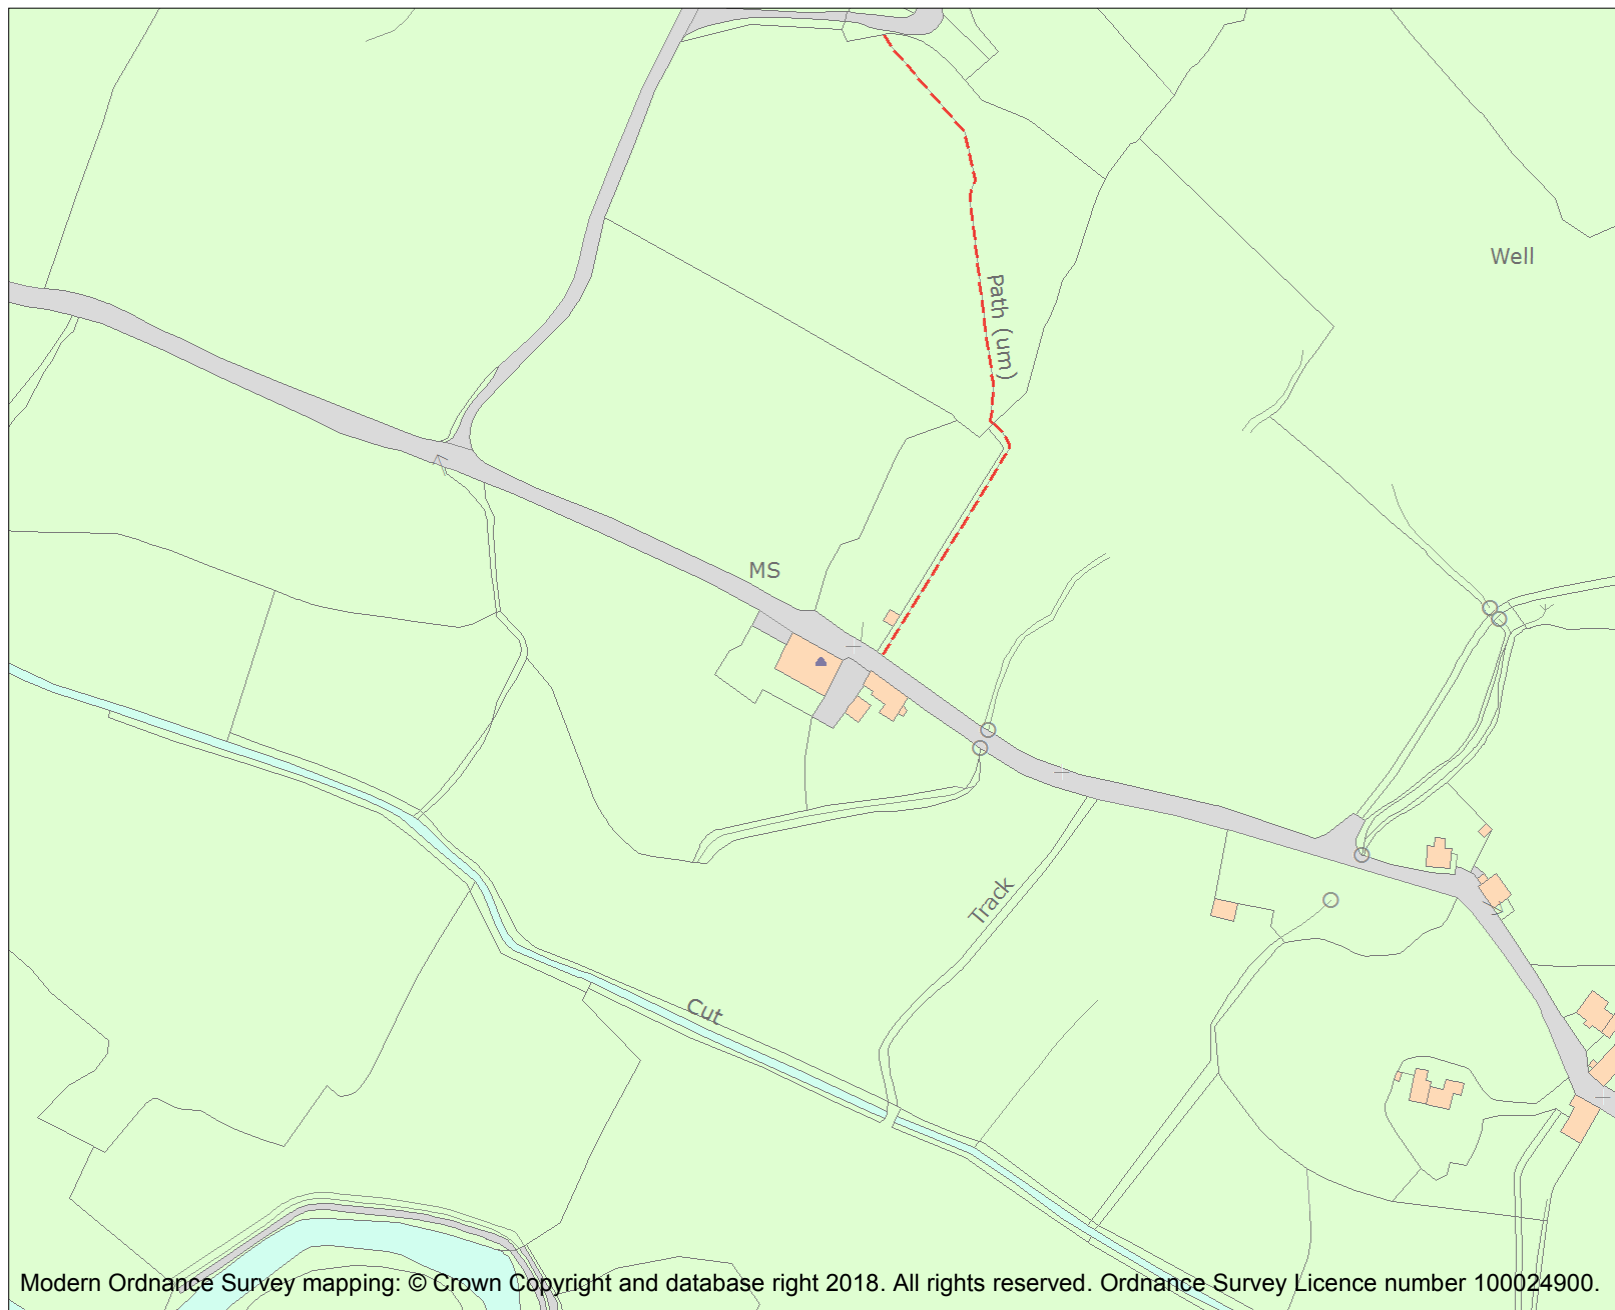 Well
Path (um)
MS
Track
Cut
Modern Ordnance Survey mapping: © Crown Copyright and database right 2018. All rights reserved. Ordnance Survey Licence number 100024900.